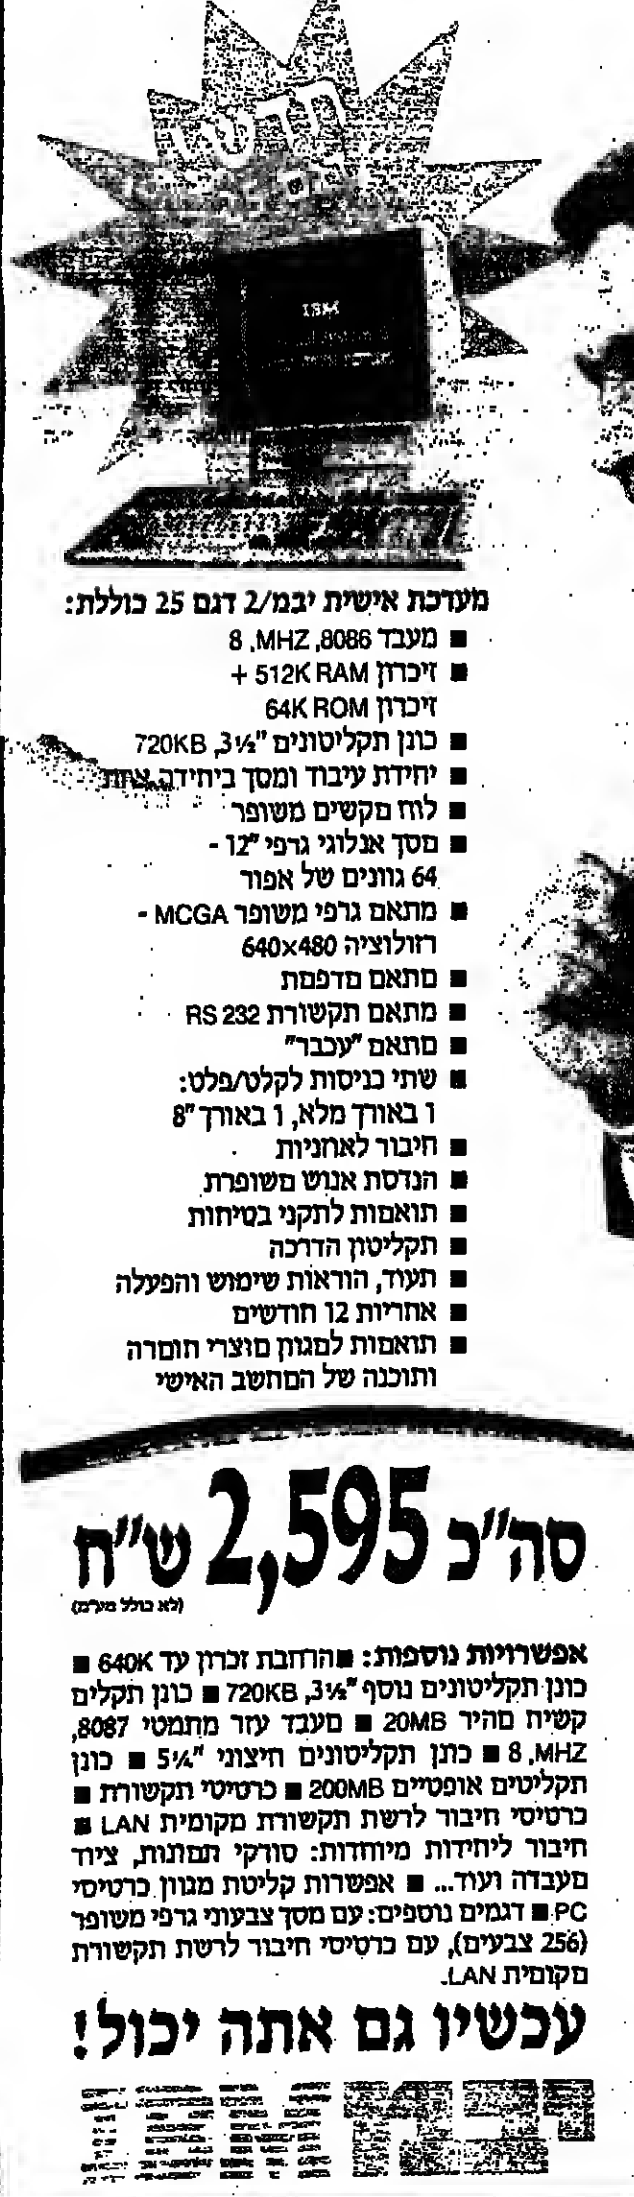 חדש!
IBM
מערכת אישית יבמ/2 דגם 25 כוללת:
■ מעבד 8086, 8 MHZ.
■ זיכרון 512K RAM +
זיכרון 64K ROM
■ כונן תקליטונים "3½, 720KB
■ יחידת עיבוד ומסך ביחידה אחת
■ לוח מקשים משופר
■ מסך אנלוגי גרפי "12 -
64 גוונים של אפור
■ מתאם גרפי משופר MCGA -
רזולוציה 640x480
■ מתאם מדפסת
■ מתאם תקשורת RS 232
■ מתאם "עכבר"
■ שתי כניסות לקלט/פלט:
1 באורך מלא, 1 באורך "8
■ חיבור לאוזניות
■ הנדסת אנוש משופרת
■ תואמות לתקני בטיחות
■ תקליטון הדרכה
■ תעוד, הוראות שימוש והפעלה
■ אחריות 12 חודשים
■ תואמות למגוון מוצרי חומרה
ותוכנה של המחשב האישי
סה"כ 2,595 ש"ח
(לא כולל מע"מ)
אפשרויות נוספות: ■ הרחבת זכרון עד 640K ■
כונן תקליטונים נוסף "3½, 720KB ■ כונן תקלים
קשיח מהיר 20MB ■ מעבד עזר מתמטי 8087,
8 ,MHZ ■ כונן תקליטונים חיצוני "5¼ ■ כונן
תקליטים אופטיים 200MB ■ כרטיסי תקשורת ■
כרטיסי חיבור לרשת תקשורת מקומית LAN ■
חיבור ליחידות מיוחדות: סורקי תמונות, ציוד
מעבדה ועוד... ■ אפשרות קליטת מגוון כרטיסי
PC ■ דגמים נוספים: עם מסך צבעוני גרפי משופר
(256 צבעים), עם כרטיסי חיבור לרשת תקשורת
מקומית LAN.
עכשיו גם אתה יכול!
יבמ IBM